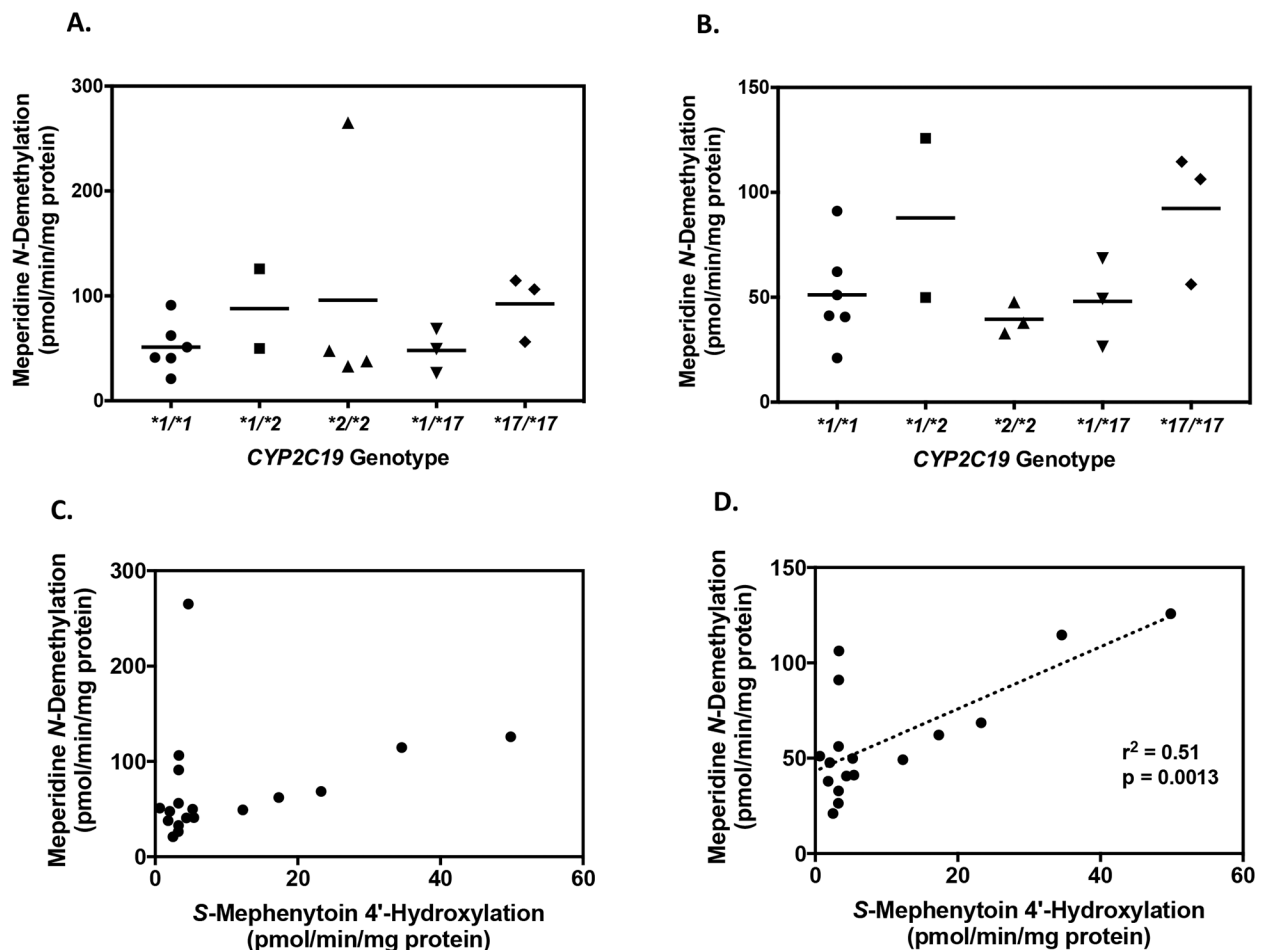 A.
Meperidine N-Demethylation
(pmol/min/mg protein)
300
200
100
0
*1/*1
*1/*2
*2/*2
*1/*17
*17/*17
CYP2C19 Genotype
B.
Meperidine N-Demethylation
(pmol/min/mg protein)
150
100
50
0
*1/*1
*1/*2
*2/*2
*1/*17
*17/*17
CYP2C19 Genotype
C.
Meperidine N-Demethylation
(pmol/min/mg protein)
300
200
100
0
0
20
40
60
S-Mephenytoin 4'-Hydroxylation
(pmol/min/mg protein)
D.
Meperidine N-Demethylation
(pmol/min/mg protein)
150
100
50
0
r² = 0.51
p = 0.0013
0
20
40
60
S-Mephenytoin 4'-Hydroxylation
(pmol/min/mg protein)